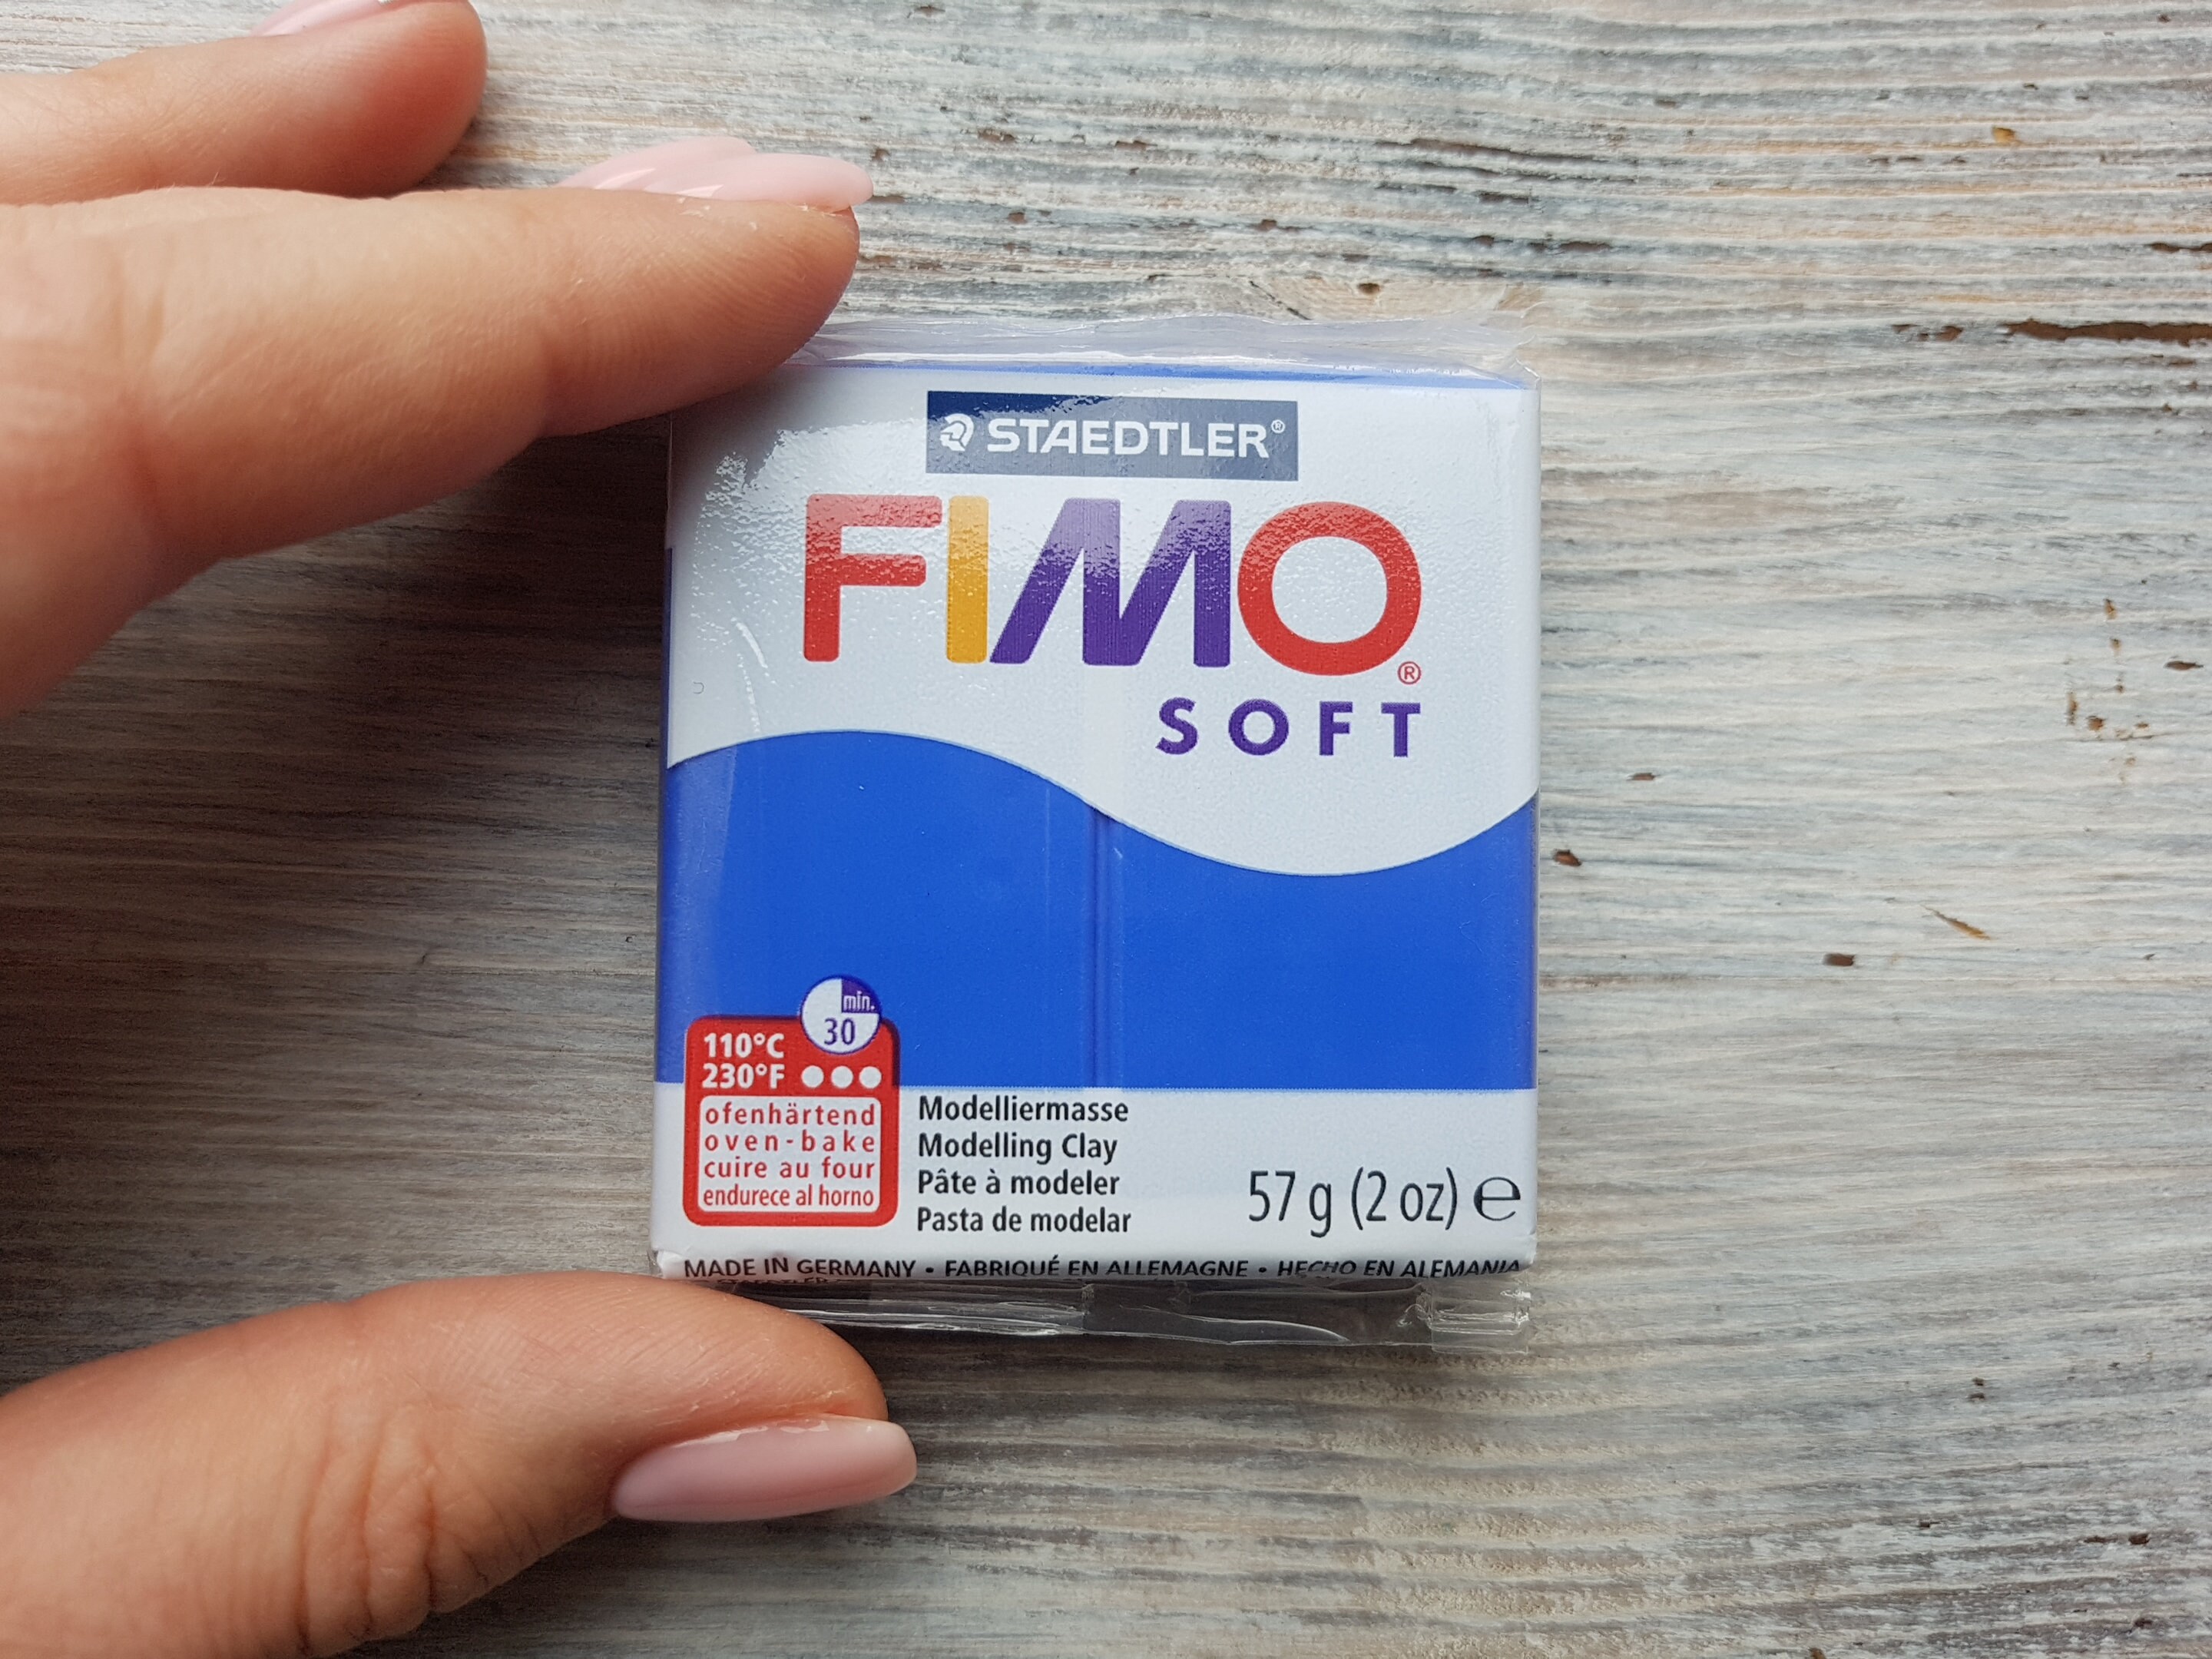 STAEDTLER®
FIMO®
SOFT
min.
30
110°C
230°F
ofenhärtend
oven-bake
cuire au four
endurece al horno
Modelliermasse
Modelling Clay
Pâte à modeler
Pasta de modelar
57 g (2 oz) ℮
MADE IN GERMANY • FABRIQUÉ EN ALLEMAGNE • HECHO EN ALEMANIA